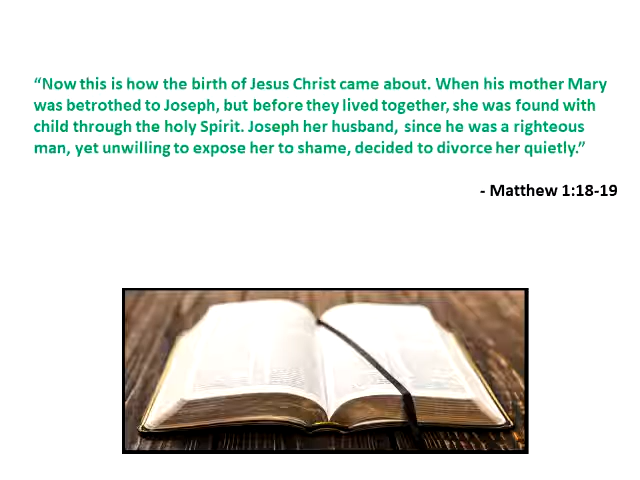 “Now this is how the birth of Jesus Christ came about. When his mother Mary
was betrothed to Joseph, but before they lived together, she was found with
child through the holy Spirit. Joseph her husband, since he was a righteous
man, yet unwilling to expose her to shame, decided to divorce her quietly.”
- Matthew 1:18-19